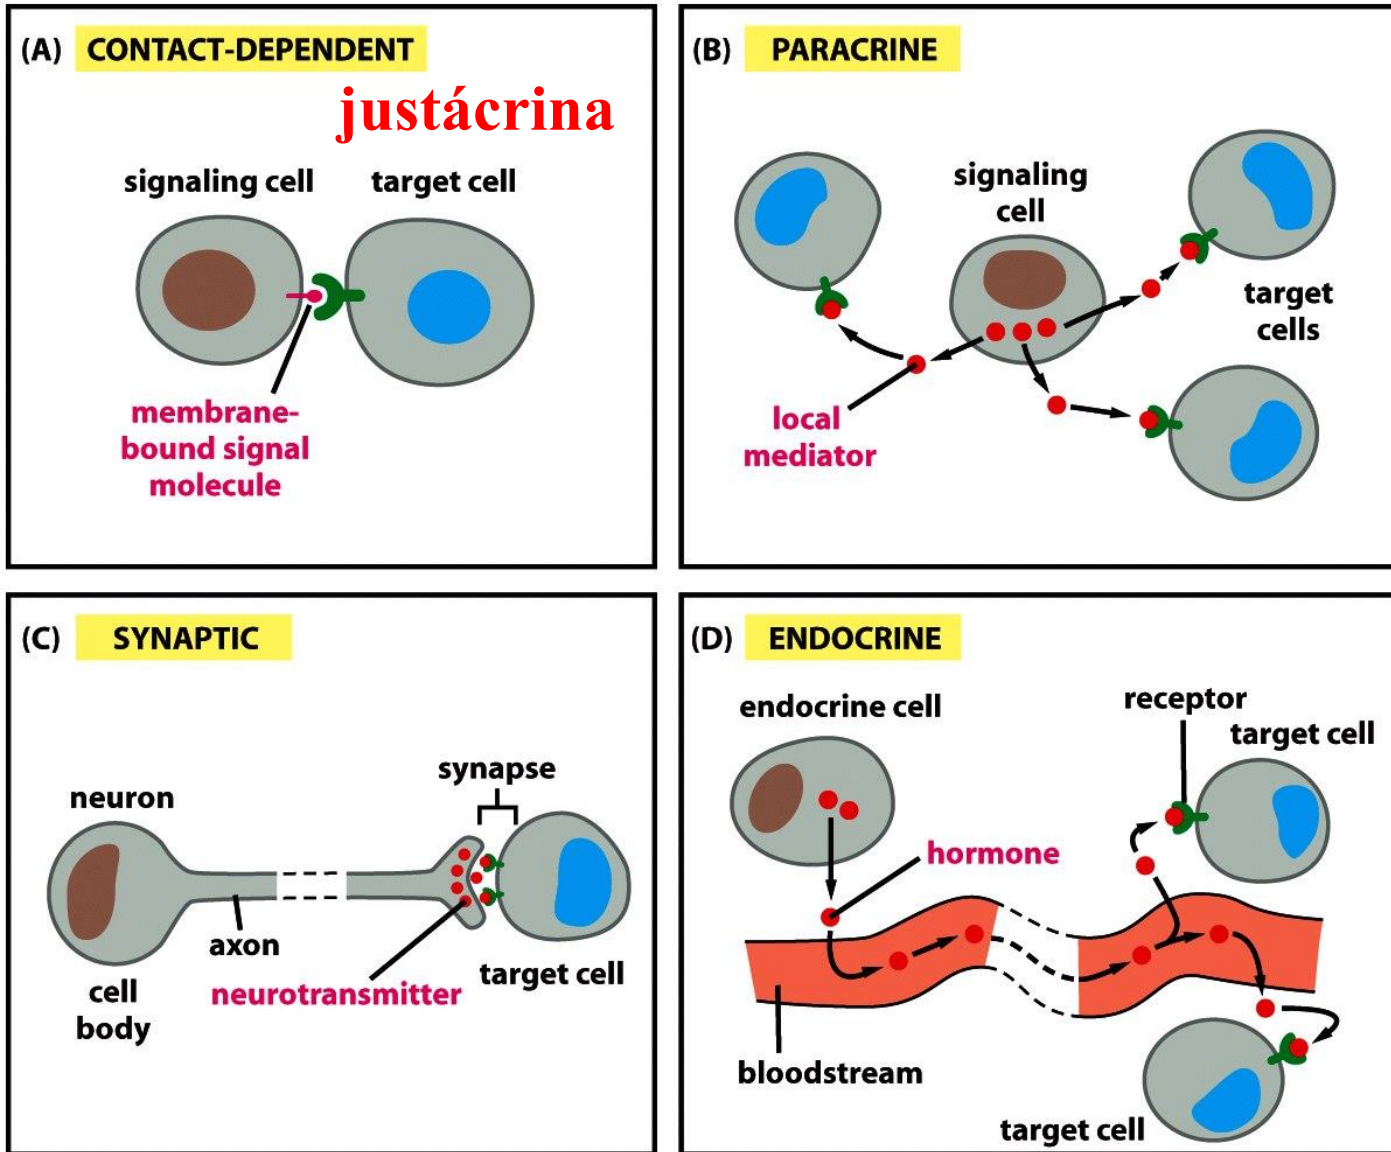 (A) CONTACT-DEPENDENT
justácrina
signaling cell
target cell
membrane-
bound signal
molecule
(B) PARACRINE
signaling
cell
target
cells
local
mediator
(C) SYNAPTIC
synapse
neuron
axon
target cell
cell
body
neurotransmitter
(D) ENDOCRINE
receptor
endocrine cell
target cell
hormone
bloodstream
target cell